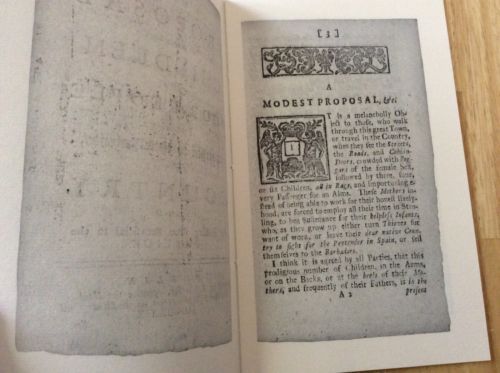 [ 3 ]
A
MODEST PROPOSAL, &c.
IT is a melancholly Ob-
ject to thoſe, who walk
through this great Town,
or travel in the Country,
when they ſee the Streets,
the Roads, and Cabbin-
Doors, crowded with Beg-
gars of the female Sex,
followed by three, four,
or ſix Children, all in Rags, and importuning e-
very Paſſenger for an Alms. Theſe Mothers in-
ſtead of being able to work for their honeſt liveli-
hood, are forced to employ all their time in Stro-
ling, to beg Suſtenance for their helpleſs Infants,
who, as they grow up either turn Thieves for
want of work, or leave their dear native Coun-
try to fight for the Pretender in Spain, or ſell
themſelves to the Barbadoes.
I think it is agreed by all Parties, that this
prodigious number of Children, in the Arms,
or on the Backs, or at the heels of their Mo-
thers, and frequently of their Fathers, is in the
A 2 preſent